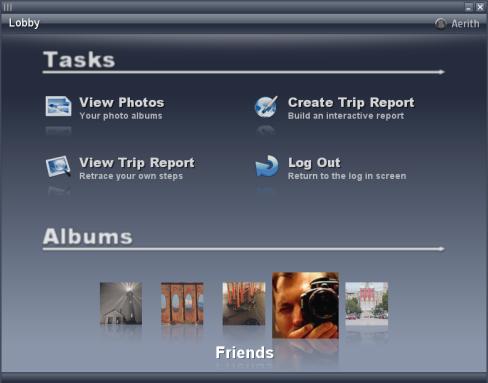 Lobby
Aerith
Tasks
View Photos
Your photo albums
Create Trip Report
Build an interactive report
View Trip Report
Retrace your own steps
Log Out
Return to the log in screen
Albums
Friends